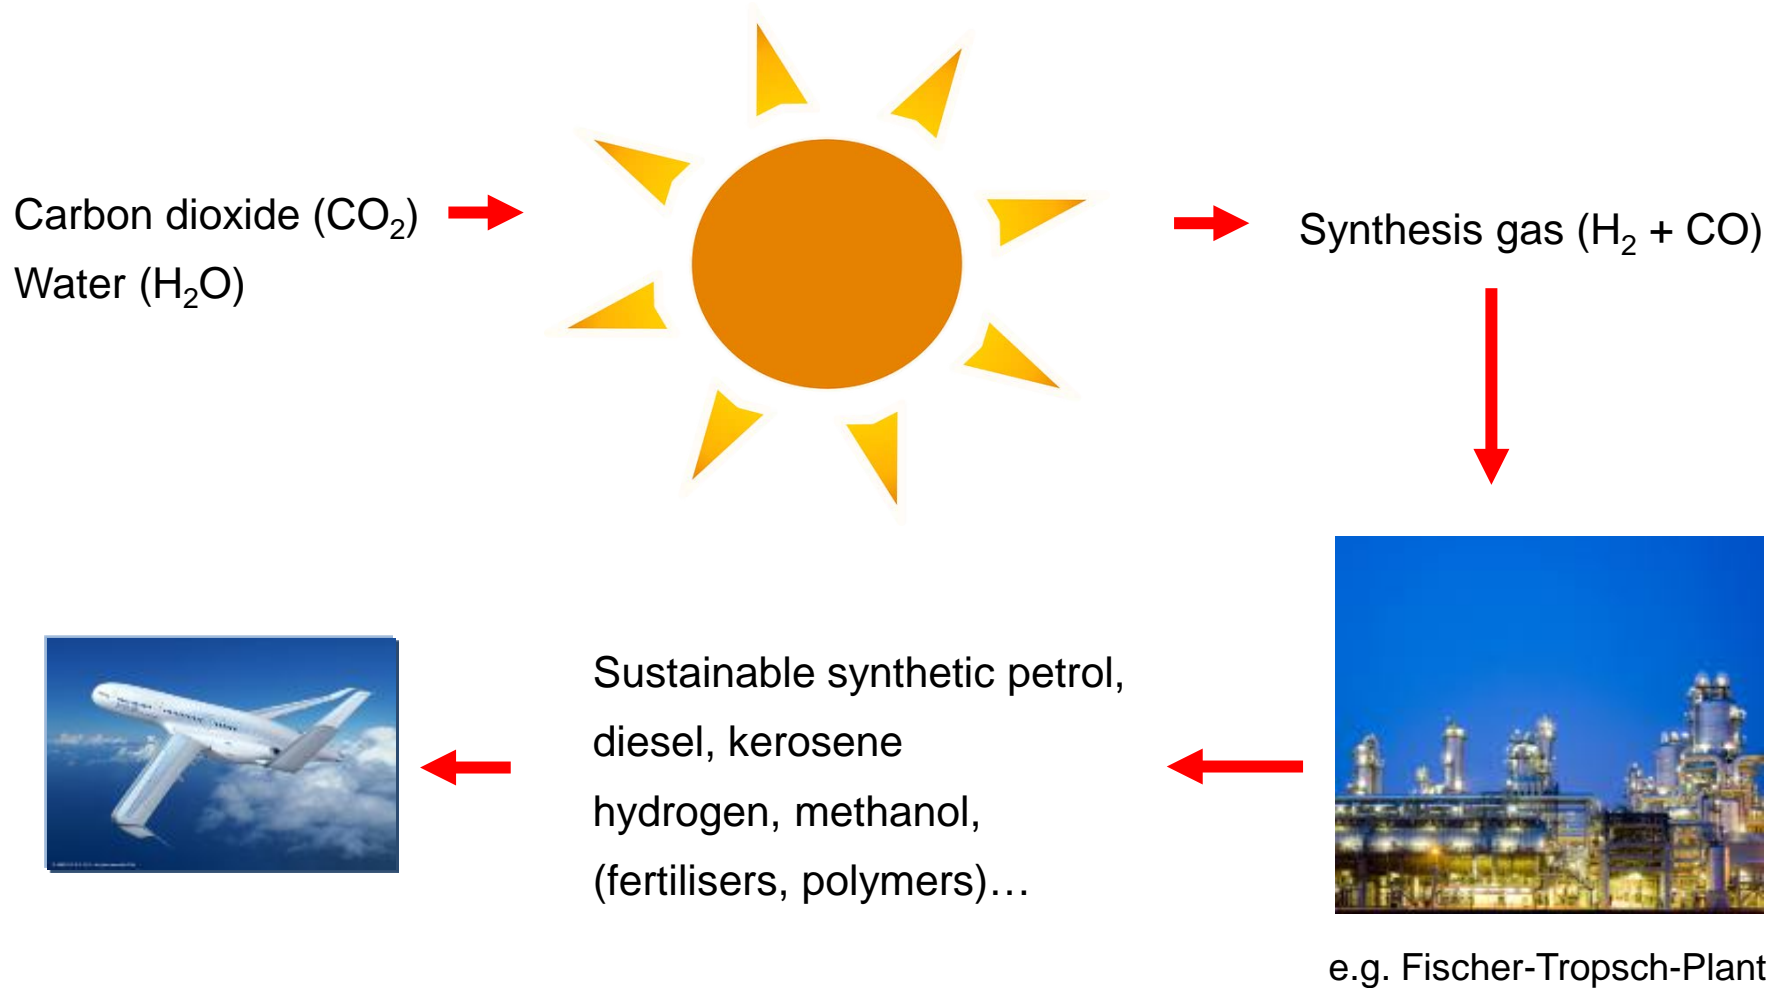 Carbon dioxide (CO₂)
Water (H₂O)
Synthesis gas (H₂ + CO)
Sustainable synthetic petrol,
diesel, kerosene
hydrogen, methanol,
(fertilisers, polymers)…
e.g. Fischer-Tropsch-Plant